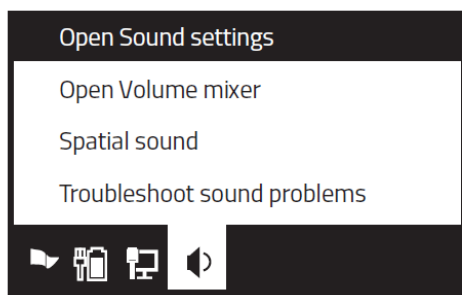 Open Sound settings
Open Volume mixer
Spatial sound
Troubleshoot sound problems